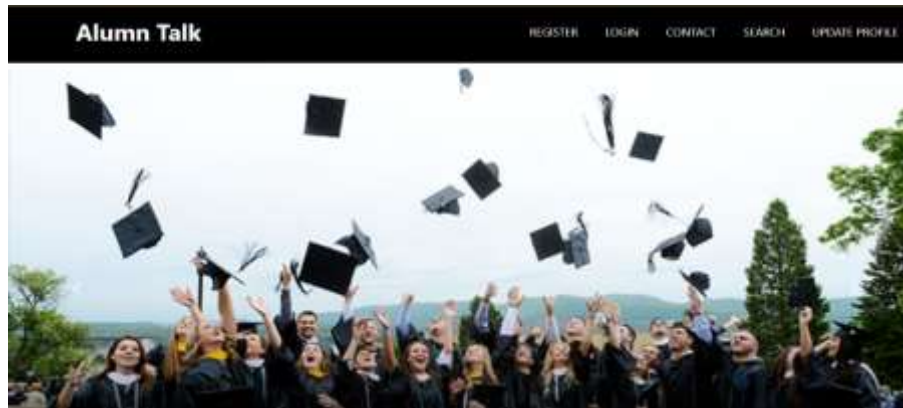 Alumn Talk
REGISTER LOGIN CONTACT SEARCH UPDATE PROFILE